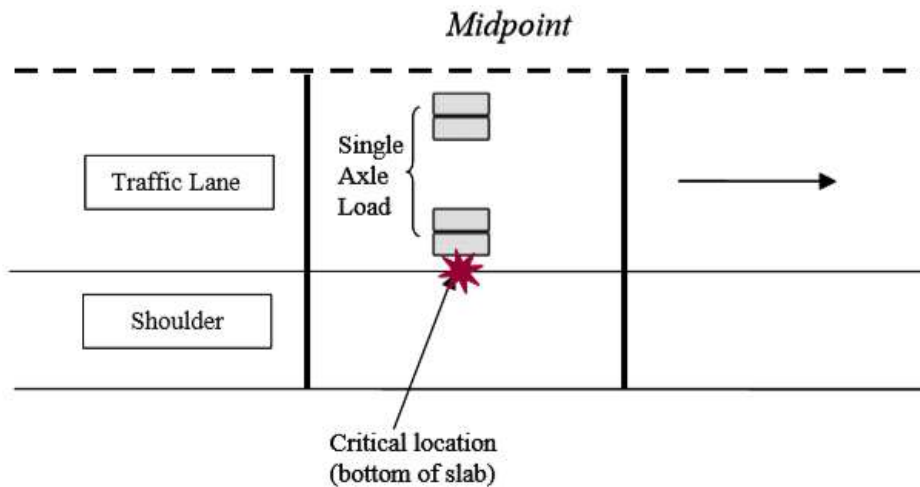 Midpoint
Single
Axle
Load
Traffic Lane
Shoulder
Critical location
(bottom of slab)